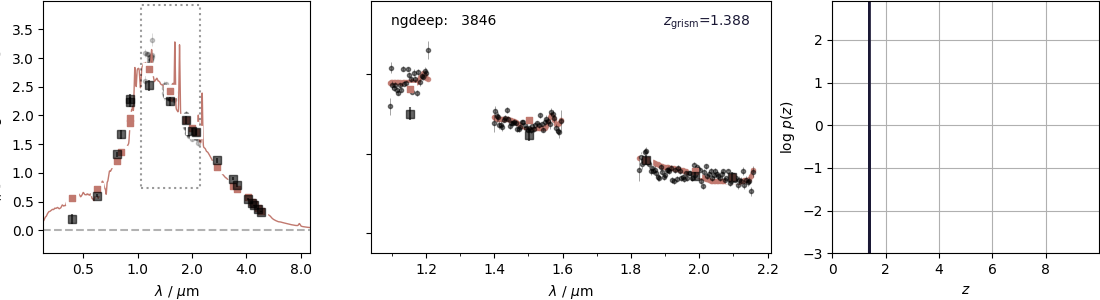 3.5
3.0
2.5
2.0
1.5
1.0
0.5
0.0
0.5 1.0 2.0 4.0 8.0
λ / μm
ngdeep: 3846
z_grism=1.388
1.2 1.4 1.6 1.8 2.0 2.2
λ / μm
log p(z)
2
1
0
−1
−2
−3
0 2 4 6 8
z